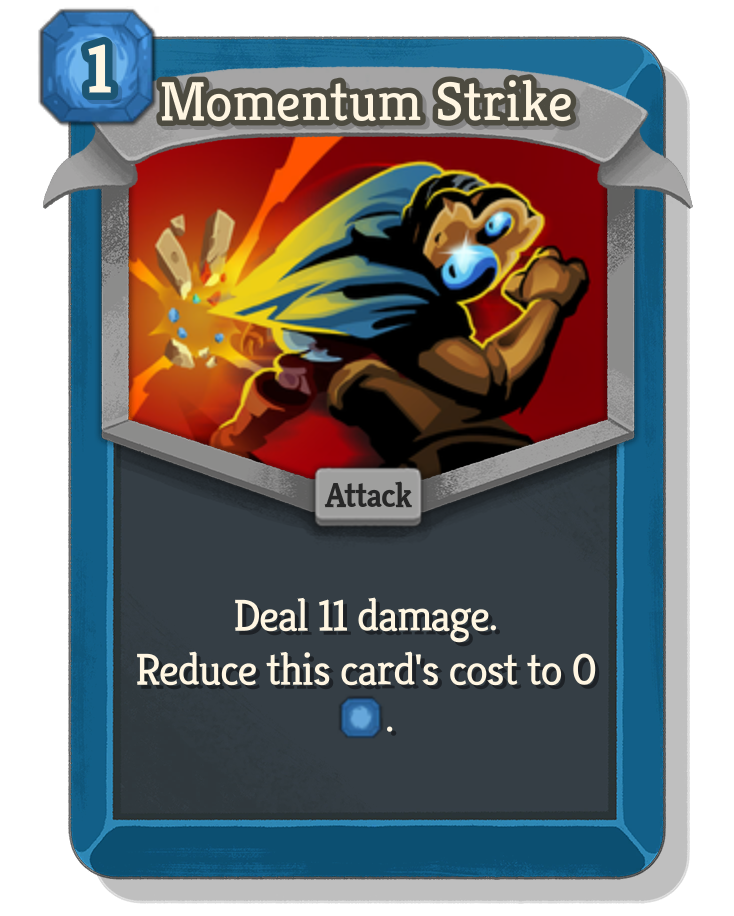 1
Momentum Strike
Attack
Deal 11 damage.
Reduce this card's cost to 0
.